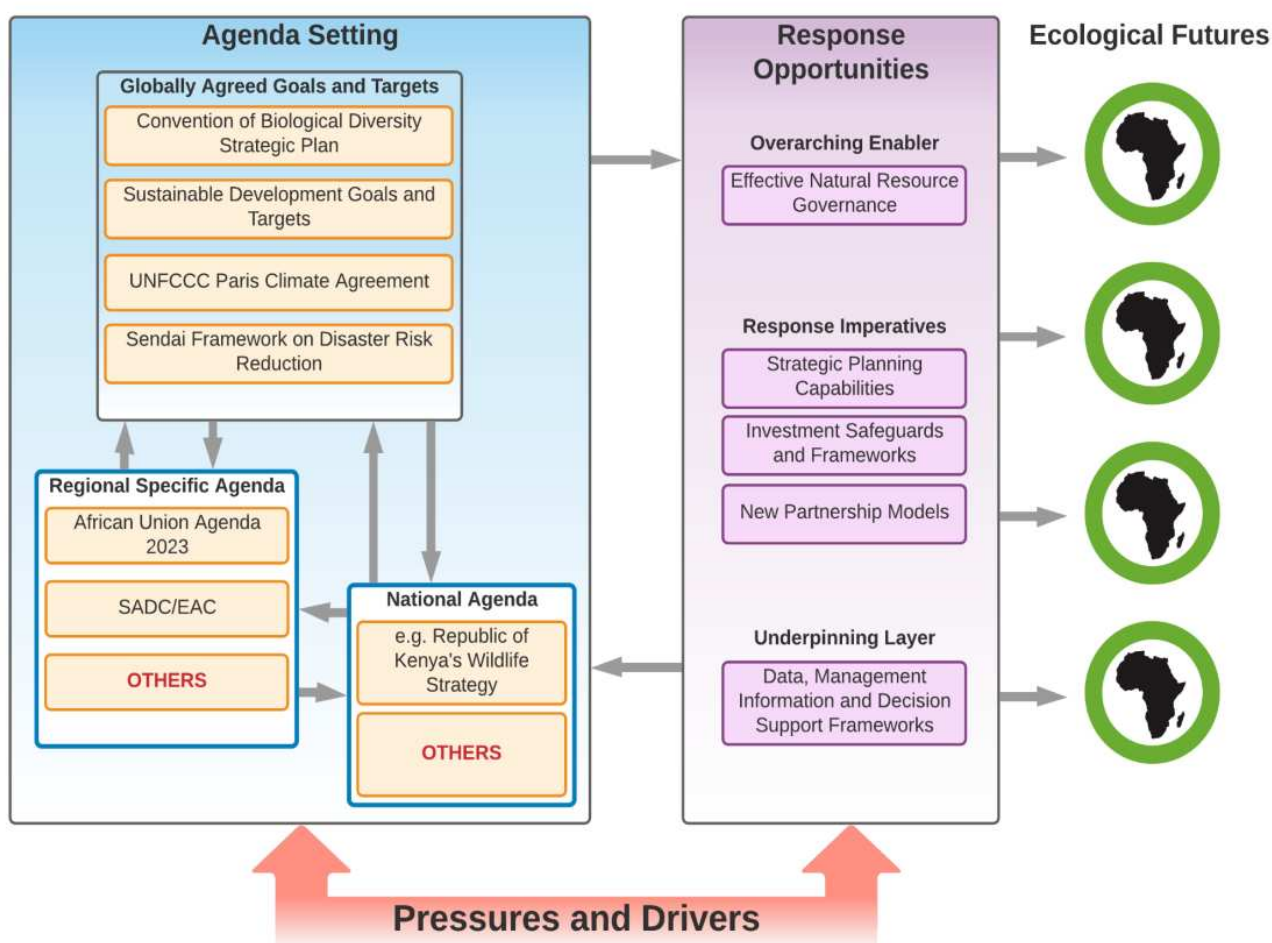 Agenda Setting
Globally Agreed Goals and Targets
Convention of Biological Diversity
Strategic Plan
Sustainable Development Goals and
Targets
UNFCCC Paris Climate Agreement
Sendai Framework on Disaster Risk
Reduction
Regional Specific Agenda
African Union Agenda
2023
SADC/EAC
OTHERS
National Agenda
e.g. Republic of
Kenya's Wildlife
Strategy
OTHERS
Response
Opportunities
Overarching Enabler
Effective Natural Resource
Governance
Response Imperatives
Strategic Planning
Capabilities
Investment Safeguards
and Frameworks
New Partnership Models
Underpinning Layer
Data, Management
Information and Decision
Support Frameworks
Ecological Futures
Pressures and Drivers